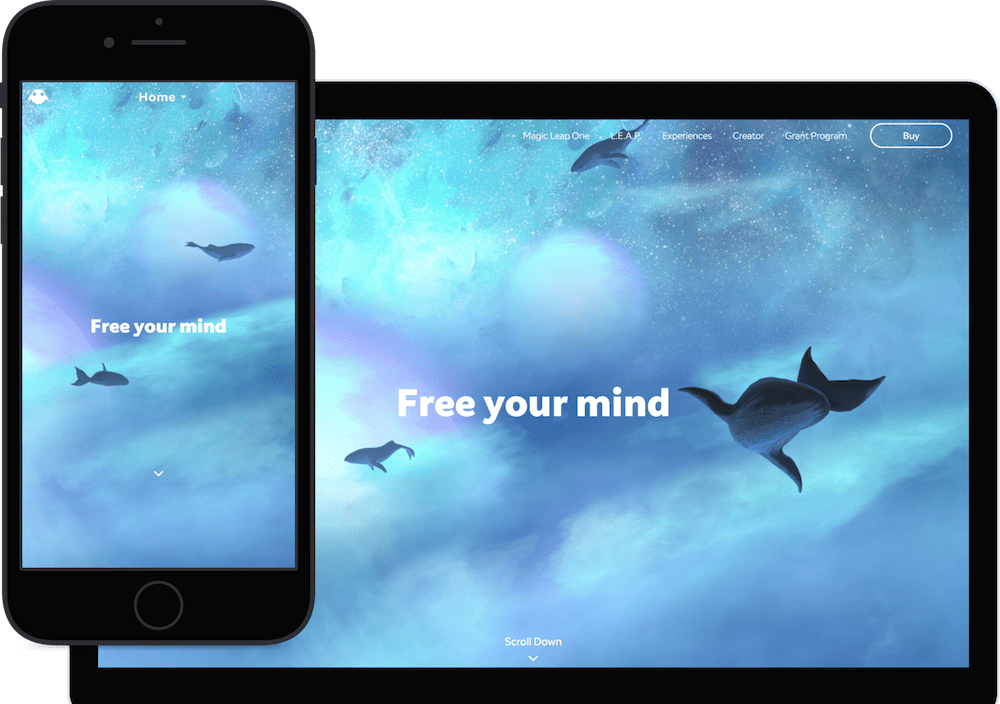 Home
Free your mind
Magic Leap One L.E.A.P. Experiences Creator Grant Program Buy
Free your mind
Scroll Down